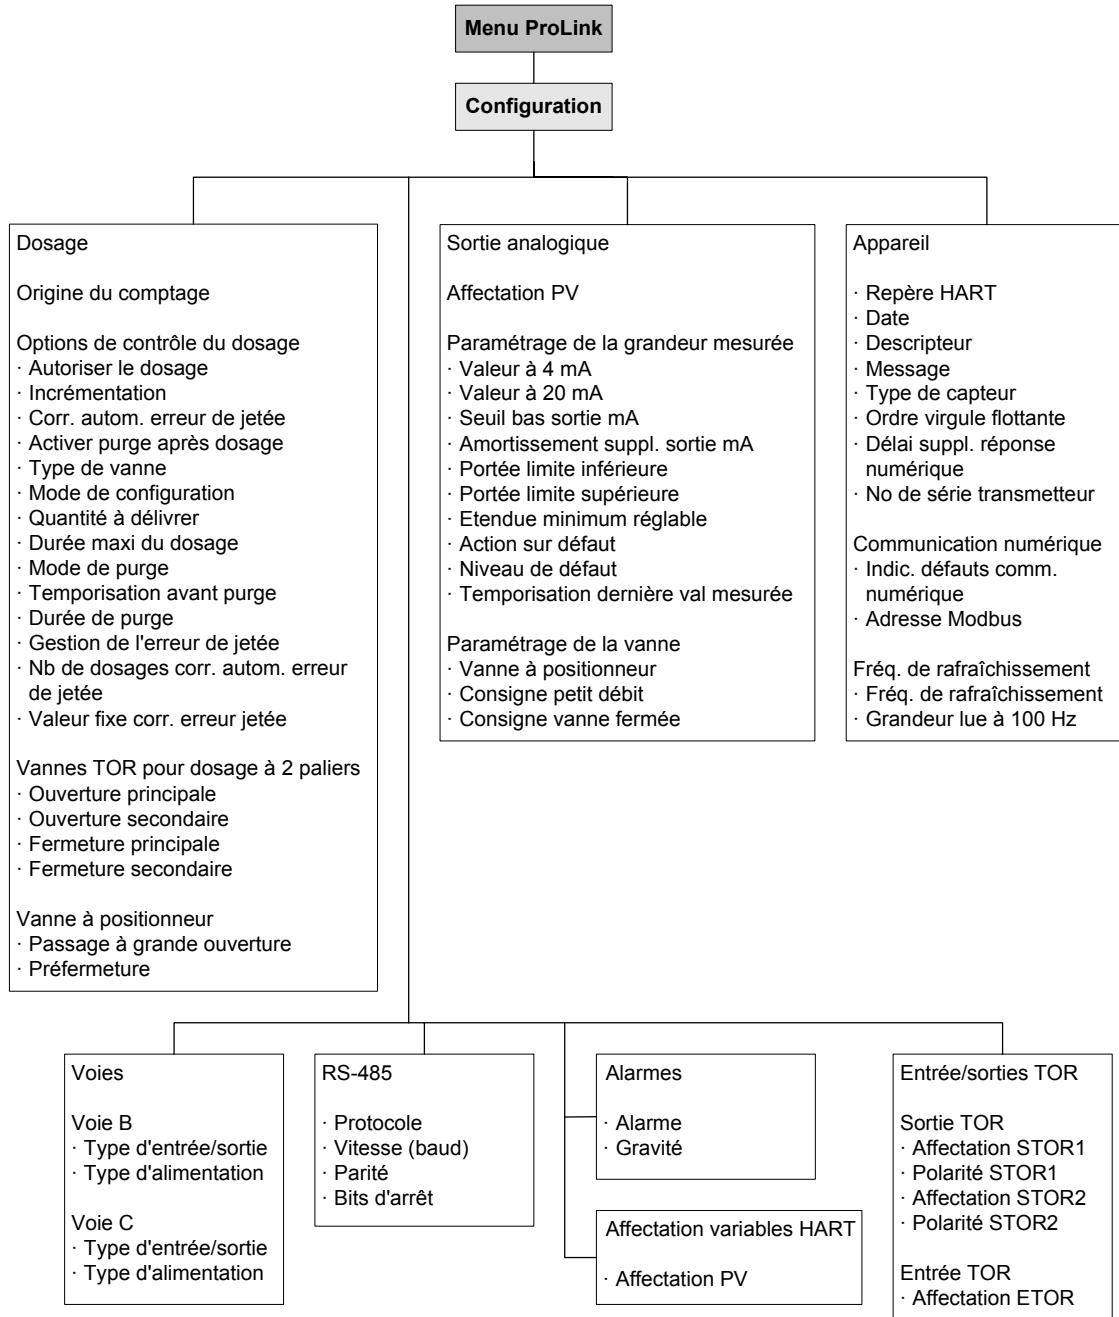 Menu ProLink
Configuration
Dosage
Origine du comptage
Options de contrôle du dosage
· Autoriser le dosage
· Incrémentation
· Corr. autom. erreur de jetée
· Activer purge après dosage
· Type de vanne
· Mode de configuration
· Quantité à délivrer
· Durée maxi du dosage
· Mode de purge
· Temporisation avant purge
· Durée de purge
· Gestion de l'erreur de jetée
· Nb de dosages corr. autom. erreur
de jetée
· Valeur fixe corr. erreur jetée
Vannes TOR pour dosage à 2 paliers
· Ouverture principale
· Ouverture secondaire
· Fermeture principale
· Fermeture secondaire
Vanne à positionneur
· Passage à grande ouverture
· Préfermeture
Sortie analogique
Affectation PV
Paramétrage de la grandeur mesurée
· Valeur à 4 mA
· Valeur à 20 mA
· Seuil bas sortie mA
· Amortissement suppl. sortie mA
· Portée limite inférieure
· Portée limite supérieure
· Etendue minimum réglable
· Action sur défaut
· Niveau de défaut
· Temporisation dernière val mesurée
Paramétrage de la vanne
· Vanne à positionneur
· Consigne petit débit
· Consigne vanne fermée
Appareil
· Repère HART
· Date
· Descripteur
· Message
· Type de capteur
· Ordre virgule flottante
· Délai suppl. réponse
numérique
· No de série transmetteur
Communication numérique
· Indic. défauts comm.
numérique
· Adresse Modbus
Fréq. de rafraîchissement
· Fréq. de rafraîchissement
· Grandeur lue à 100 Hz
Voies
Voie B
· Type d'entrée/sortie
· Type d'alimentation
Voie C
· Type d'entrée/sortie
· Type d'alimentation
RS-485
· Protocole
· Vitesse (baud)
· Parité
· Bits d'arrêt
Alarmes
· Alarme
· Gravité
Affectation variables HART
· Affectation PV
Entrée/sorties TOR
Sortie TOR
· Affectation STOR1
· Polarité STOR1
· Affectation STOR2
· Polarité STOR2
Entrée TOR
· Affectation ETOR